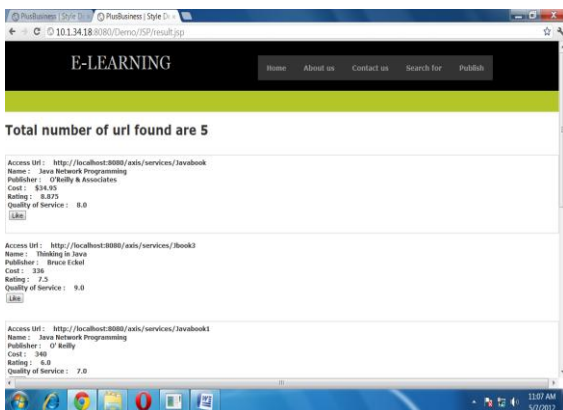 PlusBusiness | Style De
PlusBusiness | Style De
10.1.34.18:8080/Demo/JSP/result.jsp
E-LEARNING
Home About us Contact us Search for Publish
Total number of url found are 5
Access Url : http://localhost:8080/axis/services/Javabook
Name : Java Network Programming
Publisher : O'Reilly & Associates
Cost : $34.95
Rating : 8.875
Quality of Service : 8.0
Like
Access Url : http://localhost:8080/axis/services/Jbook3
Name : Thinking in Java
Publisher : Bruce Eckel
Cost : 336
Rating : 7.5
Quality of Service : 9.0
Like
Access Url : http://localhost:8080/axis/services/Javabook1
Name : Java Network Programming
Publisher : O' Reilly
Cost : 340
Rating : 6.0
Quality of Service : 7.0
11:07 AM
5/7/2012